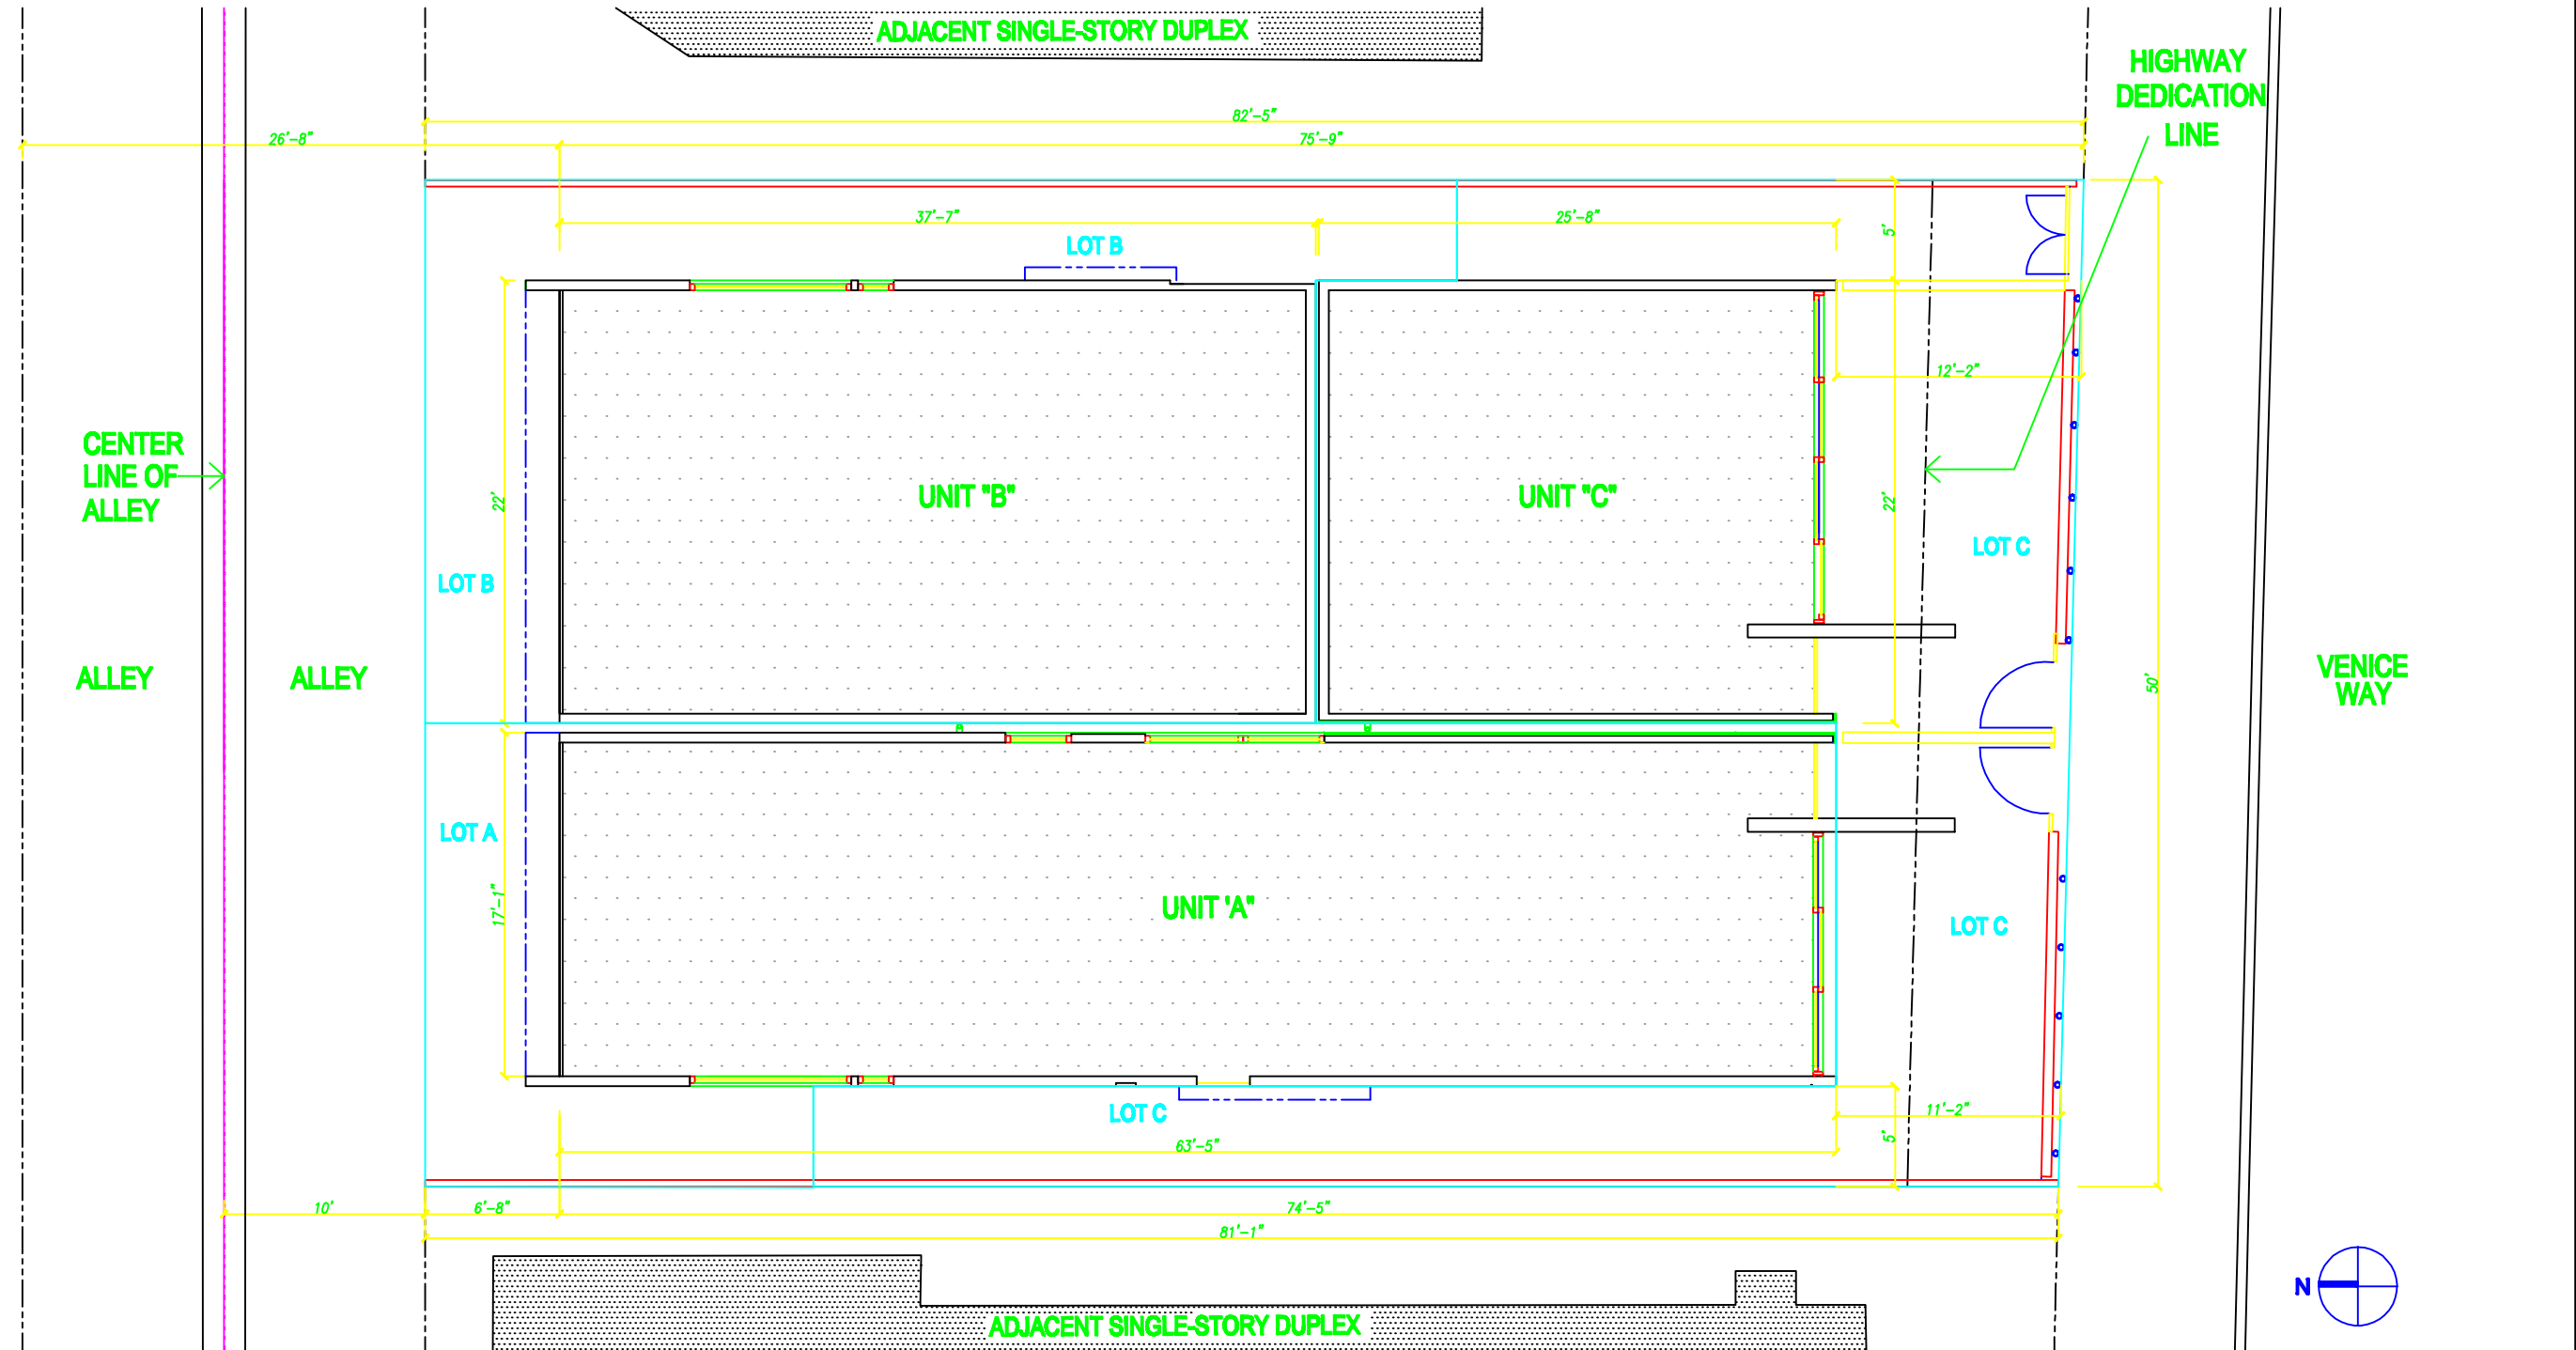 ADJACENT SINGLE-STORY DUPLEX
HIGHWAY
DEDICATION
LINE
82'-5"
26'-8"
75'-9"
37'-7"
25'-8"
5'
LOT B
12'-2"
CENTER
LINE OF
ALLEY
22'
UNIT "B"
UNIT "C"
22'
LOT C
LOT B
ALLEY
ALLEY
50'
VENICE
WAY
LOT A
17'-1"
UNIT 'A"
LOT C
LOT C
11'-2"
5'
63'-5"
10'
6'-8"
74'-5"
81'-1"
N
ADJACENT SINGLE-STORY DUPLEX